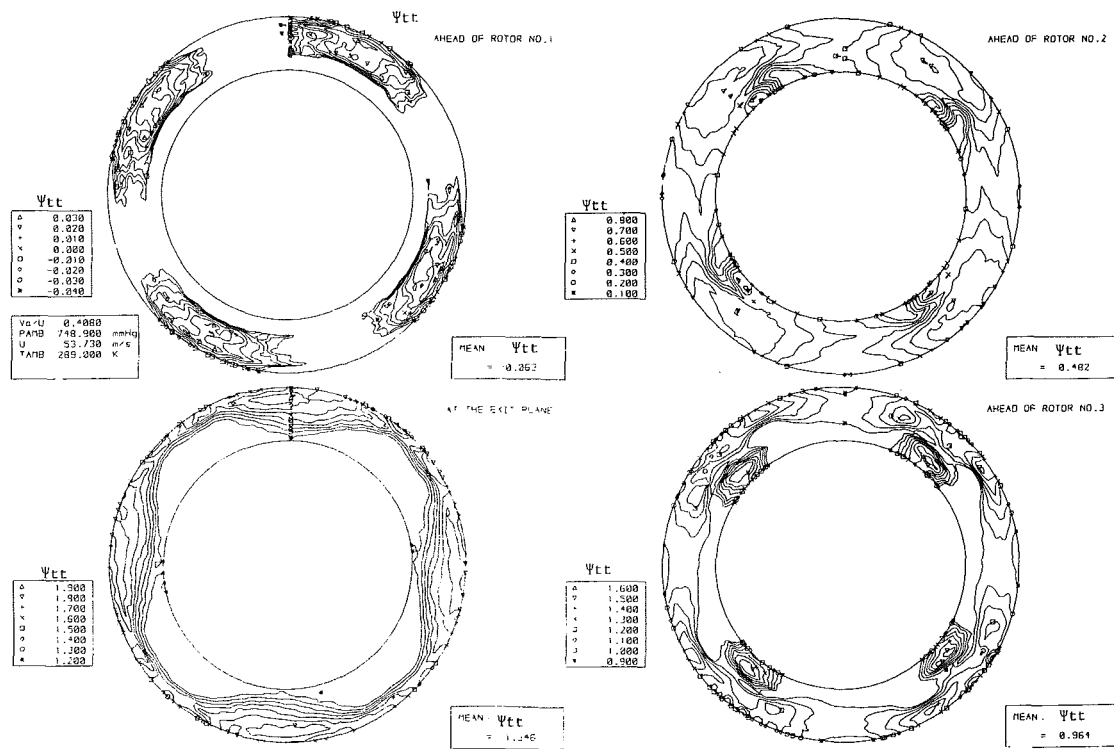 Ψtt
AHEAD OF ROTOR NO.1
AHEAD OF ROTOR NO.2
Ψtt
0.030
0.020
0.010
0.000
-0.010
-0.020
-0.030
-0.040
Va/U 0.4080
PAMB 748.900 mmHg
U 53.730 m/s
TAMB 289.000 K
MEAN Ψtt
= -0.063
Ψtt
0.800
0.700
0.600
0.500
0.400
0.300
0.200
0.100
MEAN Ψtt
= 0.482
AT THE EXIT PLANE
AHEAD OF ROTOR NO.3
Ψtt
1.900
1.700
1.600
1.500
1.400
1.300
1.200
MEAN Ψtt
Ψtt
1.600
1.500
1.400
1.300
1.200
1.100
1.000
0.900
MEAN. Ψtt
= 0.964